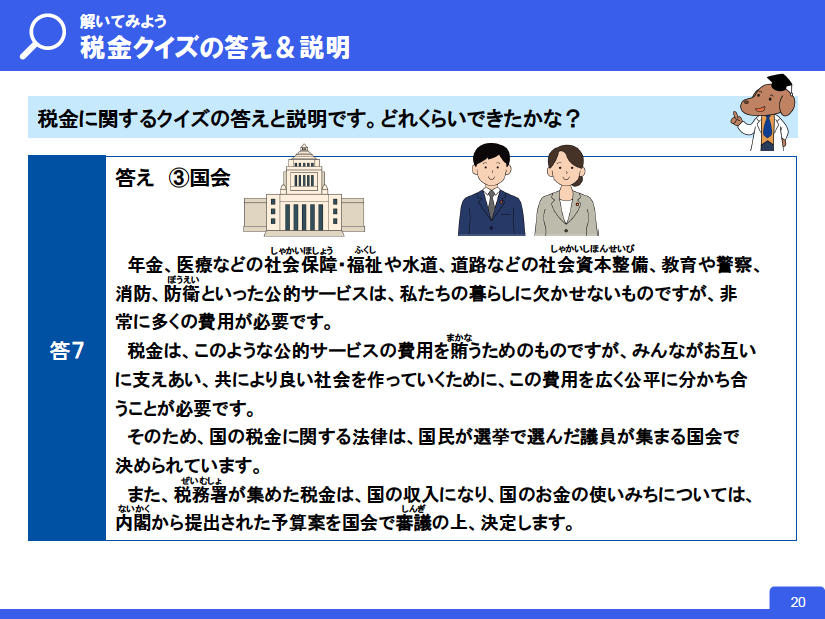 解いてみよう
税金クイズの答え＆説明
税金に関するクイズの答えと説明です。どれくらいできたかな？
答7
答え　③国会
しゃかいほしょう　ふくし　しゃかいしほんせいび
年金、医療などの社会保障・福祉や水道、道路などの社会資本整備、教育や警察、
ぼうえい
消防、防衛といった公的サービスは、私たちの暮らしに欠かせないものですが、非
常に多くの費用が必要です。
まかな
税金は、このような公的サービスの費用を賄うためのものですが、みんながお互い
に支えあい、共により良い社会を作っていくために、この費用を広く公平に分かち合
うことが必要です。
そのため、国の税金に関する法律は、国民が選挙で選んだ議員が集まる国会で
決められています。
ぜいむしょ
また、税務署が集めた税金は、国の収入になり、国のお金の使いみちについては、
ないかく　しんぎ
内閣から提出された予算案を国会で審議の上、決定します。
20